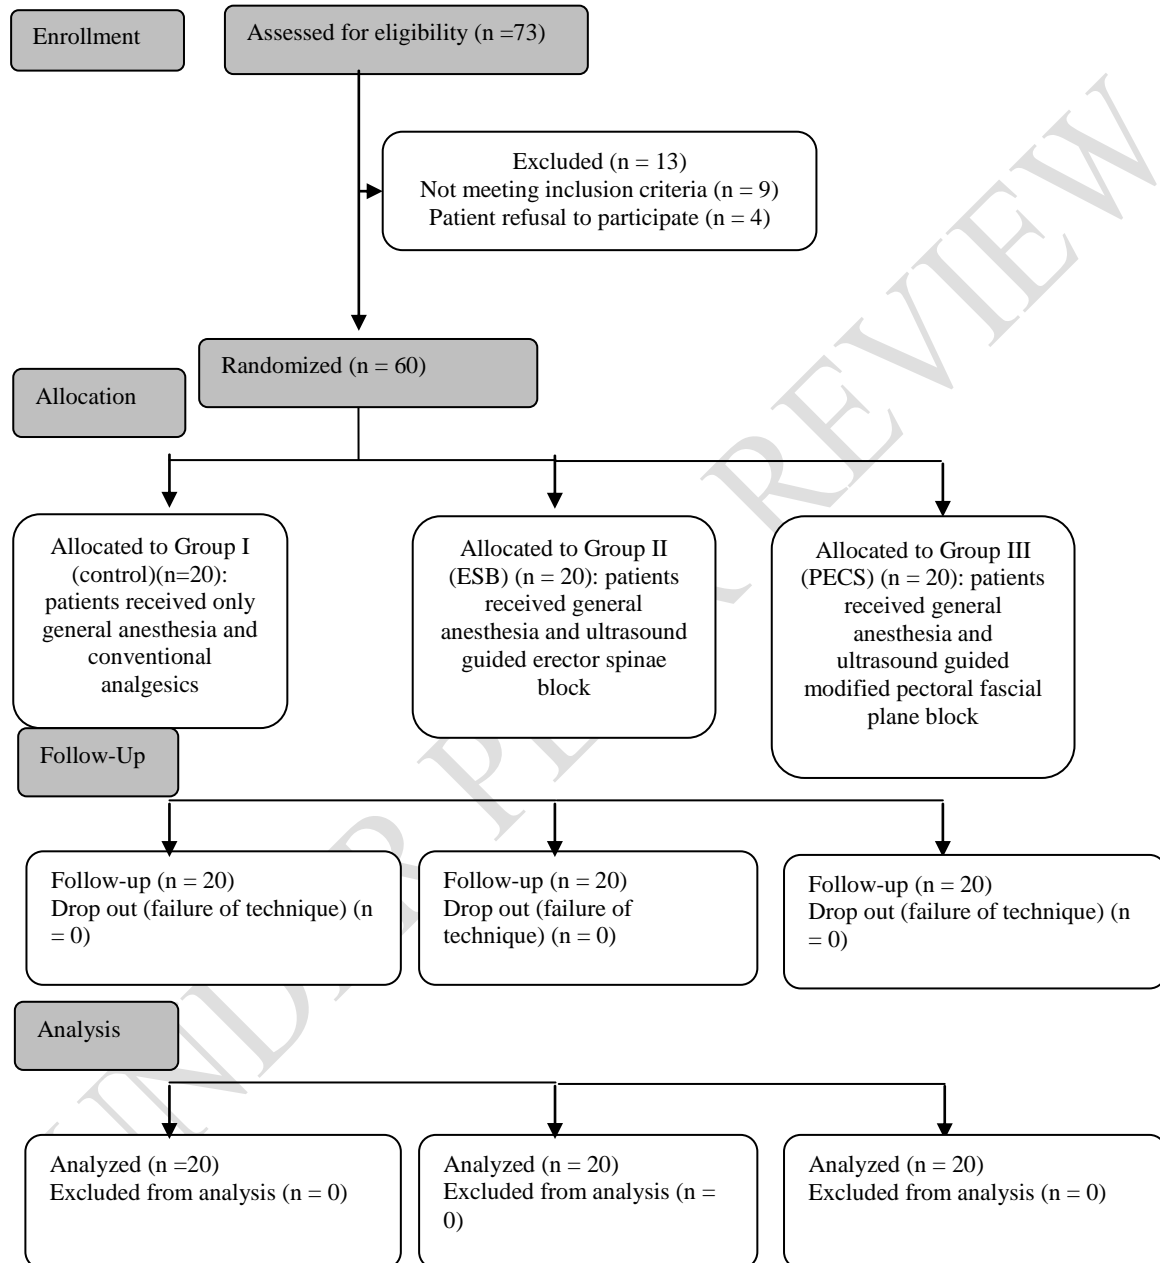 Enrollment
Assessed for eligibility (n =73)
Excluded (n = 13)
Not meeting inclusion criteria (n = 9)
Patient refusal to participate (n = 4)
Randomized (n = 60)
Allocation
Allocated to Group I
(control)(n=20):
patients received only
general anesthesia and
conventional
analgesics
Allocated to Group II
(ESB) (n = 20): patients
received general
anesthesia and ultrasound
guided erector spinae
block
Allocated to Group III
(PECS) (n = 20): patients
received general
anesthesia and
ultrasound guided
modified pectoral fascial
plane block
Follow-Up
Follow-up (n = 20)
Drop out (failure of technique) (n
= 0)
Follow-up (n = 20)
Drop out (failure of
technique) (n = 0)
Follow-up (n = 20)
Drop out (failure of technique) (n
= 0)
Analysis
Analyzed (n =20)
Excluded from analysis (n = 0)
Analyzed (n = 20)
Excluded from analysis (n =
0)
Analyzed (n = 20)
Excluded from analysis (n = 0)
UNDER PEER REVIEW